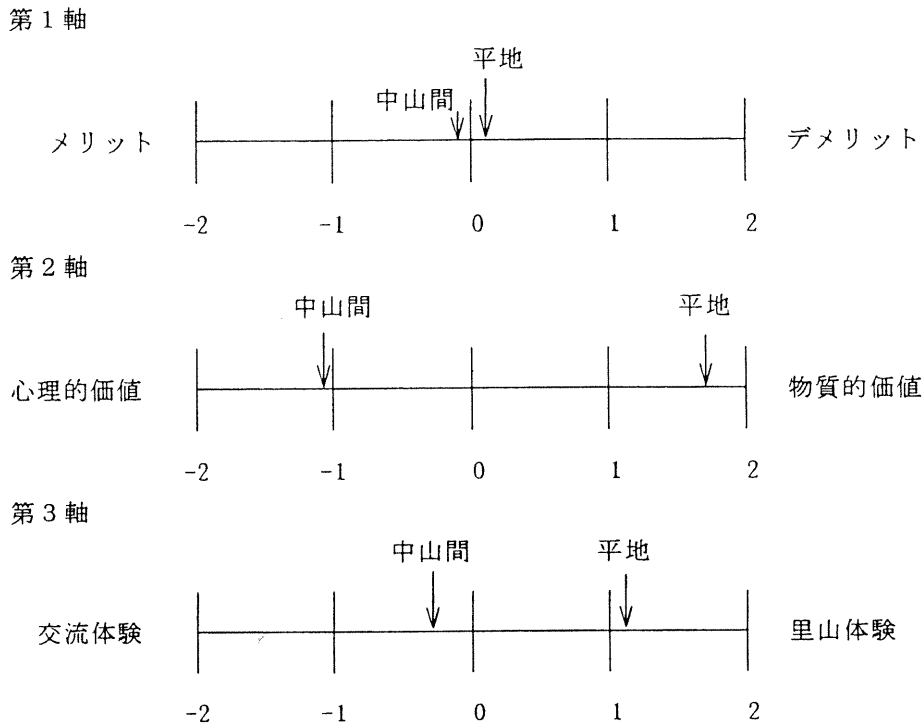 第1軸
平地
中山間
メリット
デメリット
-2 -1 0 1 2
第2軸
中山間 平地
心理的価値 物質的価値
-2 -1 0 1 2
第3軸
中山間 平地
交流体験 里山体験
-2 -1 0 1 2